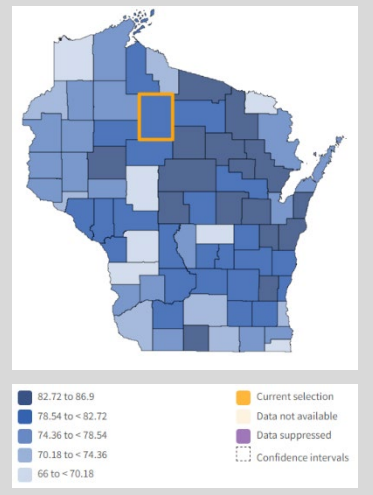 82.72 to 86.9
78.54 to < 82.72
74.36 to < 78.54
70.18 to < 74.36
66 to < 70.18
Current selection
Data not available
Data suppressed
Confidence intervals